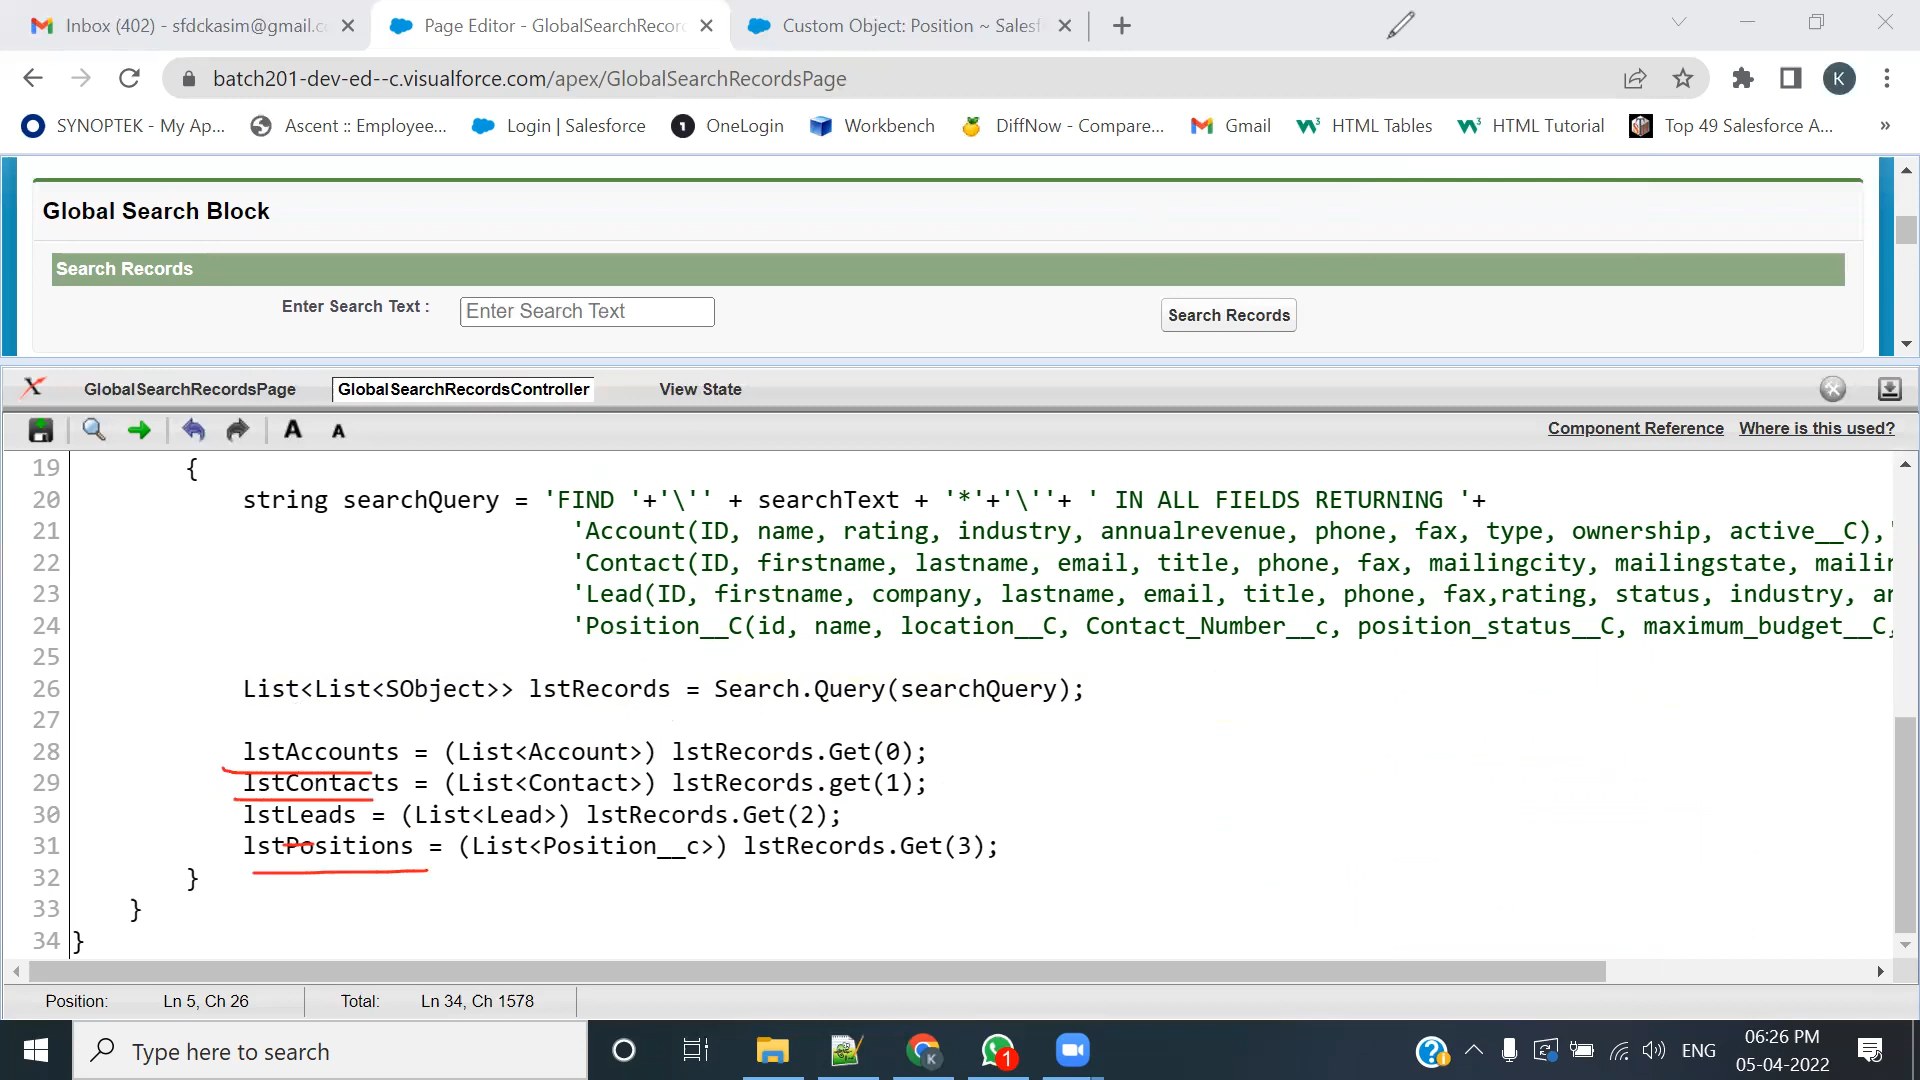 Inbox (402) - sfdckasim@gmail.c
Page Editor - GlobalSearchRecor
Custom Object: Position ~ Salesf
batch201-dev-ed--c.visualforce.com/apex/GlobalSearchRecordsPage
K
SYNOPTEK - My Ap...
Ascent :: Employee...
Login | Salesforce
OneLogin
Workbench
DiffNow - Compare...
Gmail
HTML Tables
HTML Tutorial
Top 49 Salesforce A...
»
Global Search Block
Search Records
Enter Search Text :
Enter Search Text
Search Records
GlobalSearchRecordsPage
GlobalSearchRecordsController
View State
A A
Component Reference
Where is this used?
19 {
20 string searchQuery = 'FIND '+'\'' + searchText + '*'+'\''+ ' IN ALL FIELDS RETURNING '+
21 'Account(ID, name, rating, industry, annualrevenue, phone, fax, type, ownership, active__C),'
22 'Contact(ID, firstname, lastname, email, title, phone, fax, mailingcity, mailingstate, mailin
23 'Lead(ID, firstname, company, lastname, email, title, phone, fax,rating, status, industry, an
24 'Position__C(id, name, location__C, Contact_Number__c, position_status__C, maximum_budget__C,
25
26 List<List<SObject>> lstRecords = Search.Query(searchQuery);
27
28 lstAccounts = (List<Account>) lstRecords.Get(0);
29 lstContacts = (List<Contact>) lstRecords.get(1);
30 lstLeads = (List<Lead>) lstRecords.Get(2);
31 lstPositions = (List<Position__c>) lstRecords.Get(3);
32 }
33 }
34 }
Position: Ln 5, Ch 26 Total: Ln 34, Ch 1578
Type here to search
K
1
ENG
06:26 PM
05-04-2022